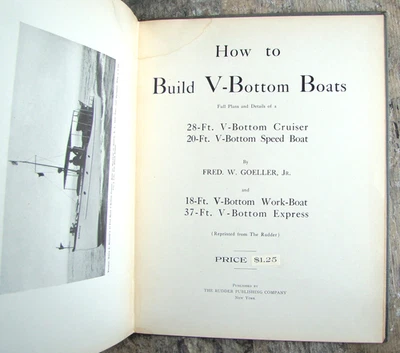 How to
Build V-Bottom Boats
Full Plans and Details of a
28-Ft. V-Bottom Cruiser
20-Ft. V-Bottom Speed Boat
By
FRED. W. GOELLER, Jr.
and
18-Ft. V-Bottom Work-Boat
37-Ft. V-Bottom Express
(Reprinted from The Rudder)
PRICE $1.25
Published by
THE RUDDER PUBLISHING COMPANY
New York